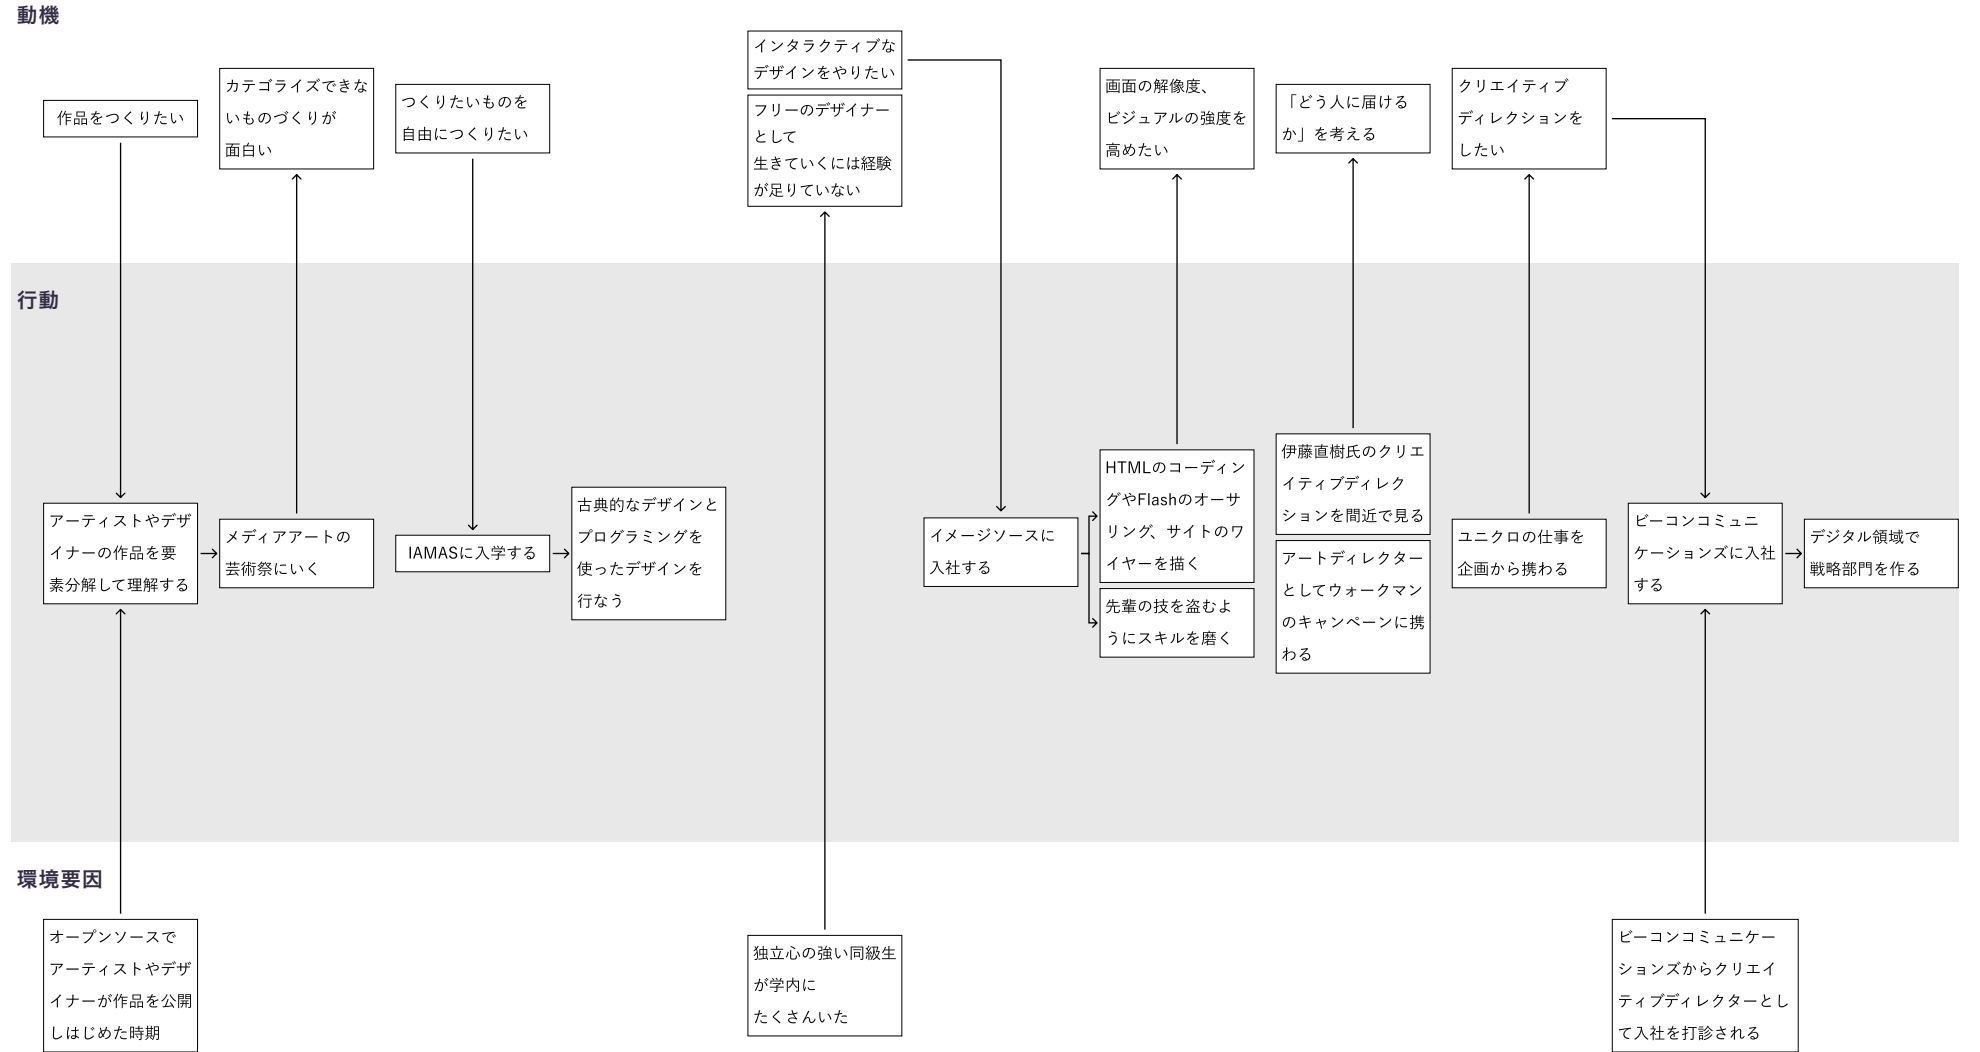 動機
作品をつくりたい
カテゴライズできな
いものづくりが
面白い
つくりたいものを
自由につくりたい
インタラクティブな
デザインをやりたい
フリーのデザイナー
として
生きていくには経験
が足りていない
画面の解像度、
ビジュアルの強度を
高めたい
「どう人に届ける
か」を考える
クリエイティブ
ディレクションを
したい
行動
アーティストやデザ
イナーの作品を要
素分解して理解する
メディアアートの
芸術祭にいく
IAMASに入学する
古典的なデザインと
プログラミングを
使ったデザインを
行なう
イメージソースに
入社する
HTMLのコーディン
グやFlashのオーサ
リング、サイトのワ
イヤーを描く
先輩の技を盗むよ
うにスキルを磨く
伊藤直樹氏のクリエ
イティブディレク
ションを間近で見る
アートディレクター
としてウォークマン
のキャンペーンに携
わる
ユニクロの仕事を
企画から携わる
ビーコンコミュニ
ケーションズに入社
する
デジタル領域で
戦略部門を作る
環境要因
オープンソースで
アーティストやデザ
イナーが作品を公開
しはじめた時期
独立心の強い同級生
が学内に
たくさんいた
ビーコンコミュニケー
ションズからクリエイ
ティブディレクターとし
て入社を打診される